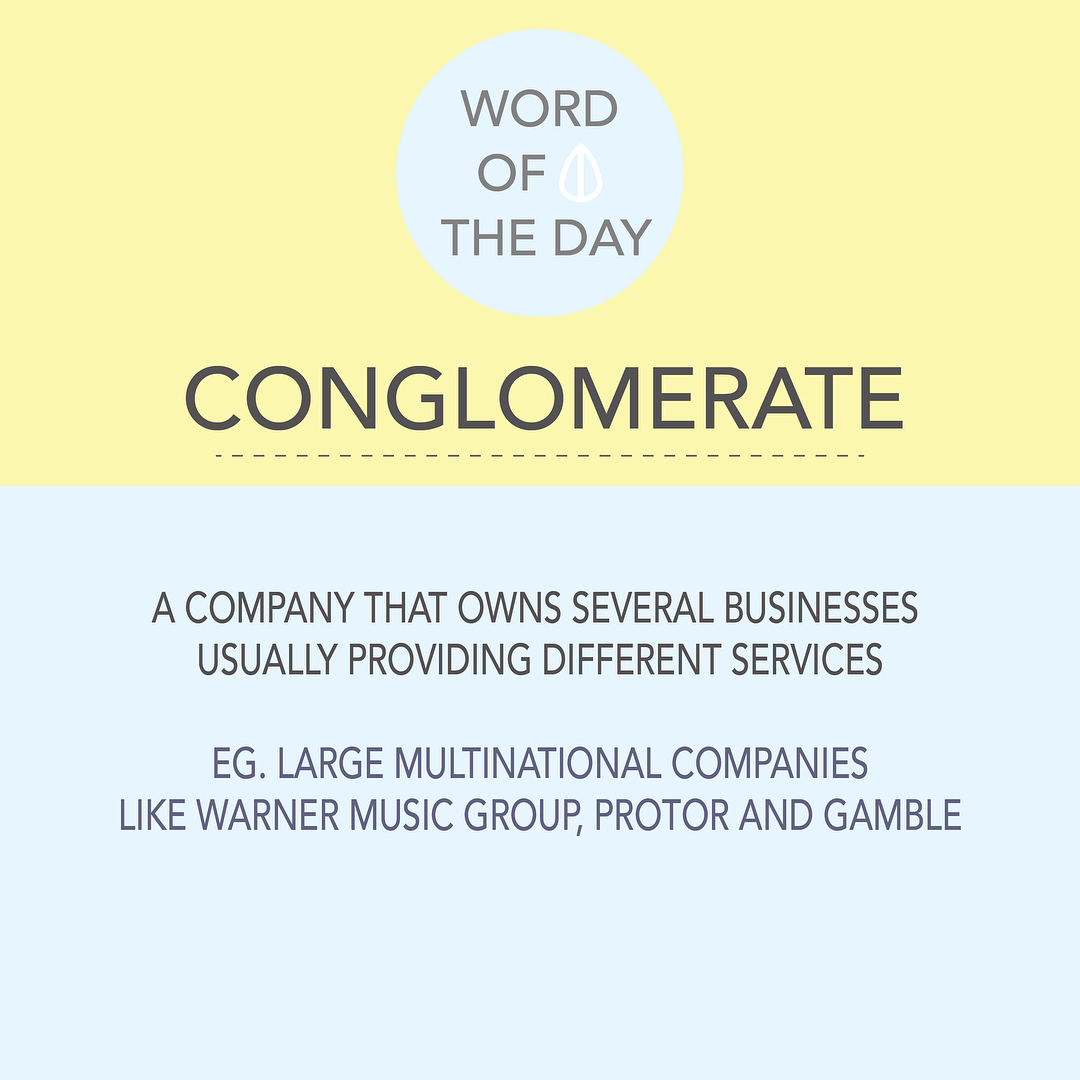 WORD
OF
THE DAY
CONGLOMERATE
A COMPANY THAT OWNS SEVERAL BUSINESSES
USUALLY PROVIDING DIFFERENT SERVICES
EG. LARGE MULTINATIONAL COMPANIES
LIKE WARNER MUSIC GROUP, PROTOR AND GAMBLE